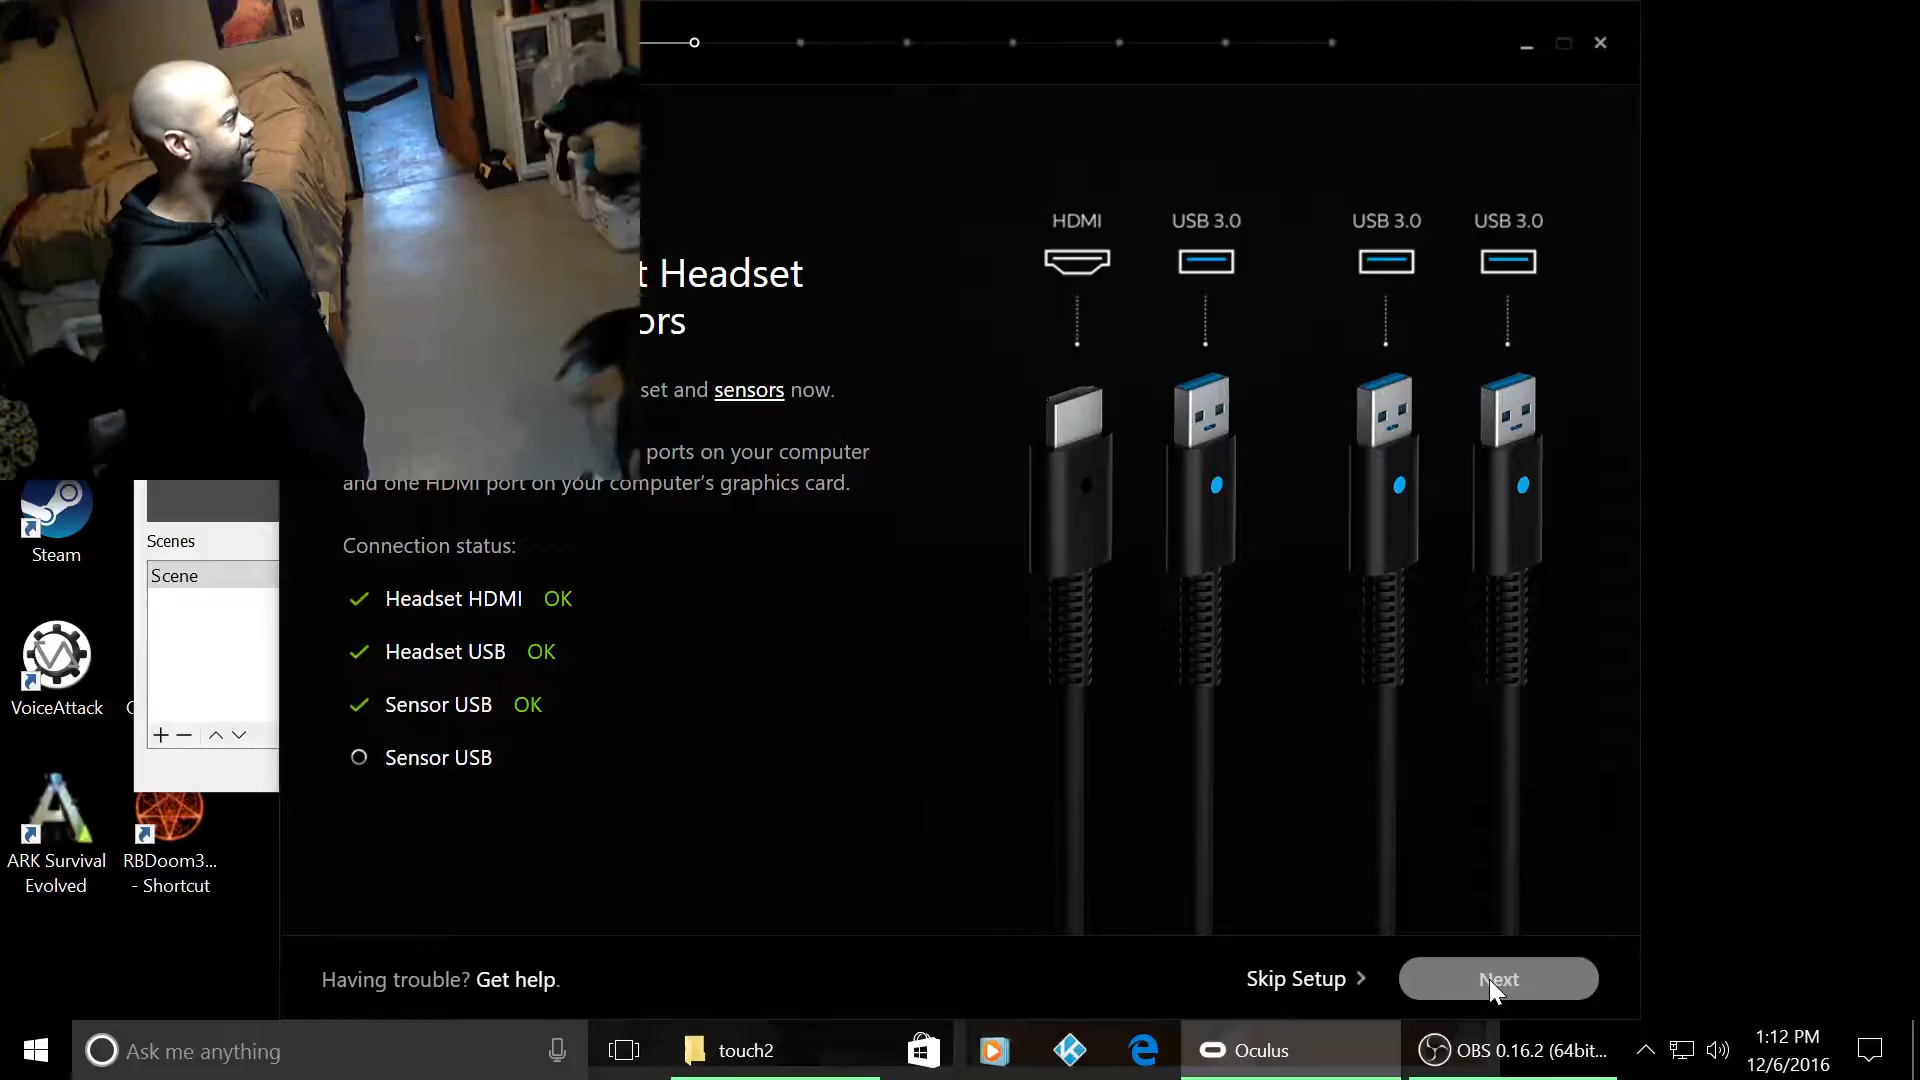 HDMI USB 3.0 USB 3.0 USB 3.0
t Headset
ors
set and sensors now.
ports on your computer
and one HDMI port on your computer's graphics card.
Connection status:
Headset HDMI OK
Headset USB OK
Sensor USB OK
Sensor USB
Steam
VoiceAttack
ARK Survival
Evolved
RBDoom3...
- Shortcut
Scenes
Scene
Having trouble? Get help.
Skip Setup
Next
Ask me anything
touch2
Oculus
OBS 0.16.2 (64bit...
1:12 PM
12/6/2016